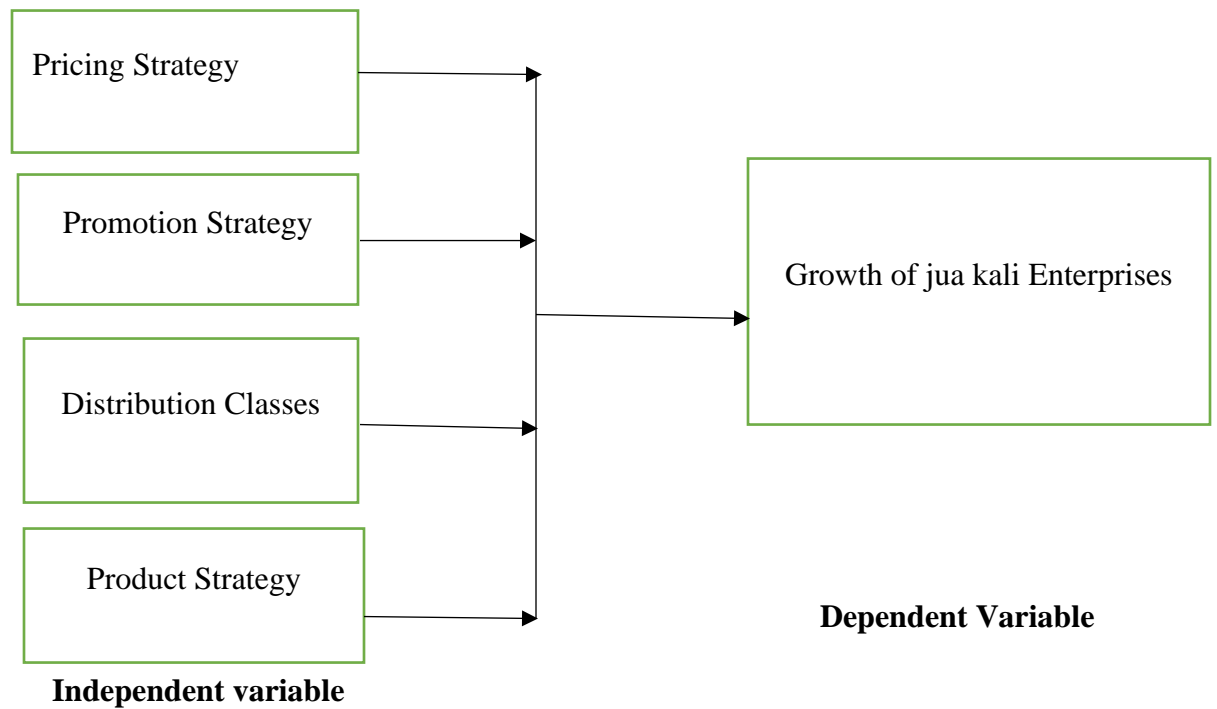 Pricing Strategy
Promotion Strategy
Distribution Classes
Product Strategy
Independent variable
Growth of jua kali Enterprises
Dependent Variable